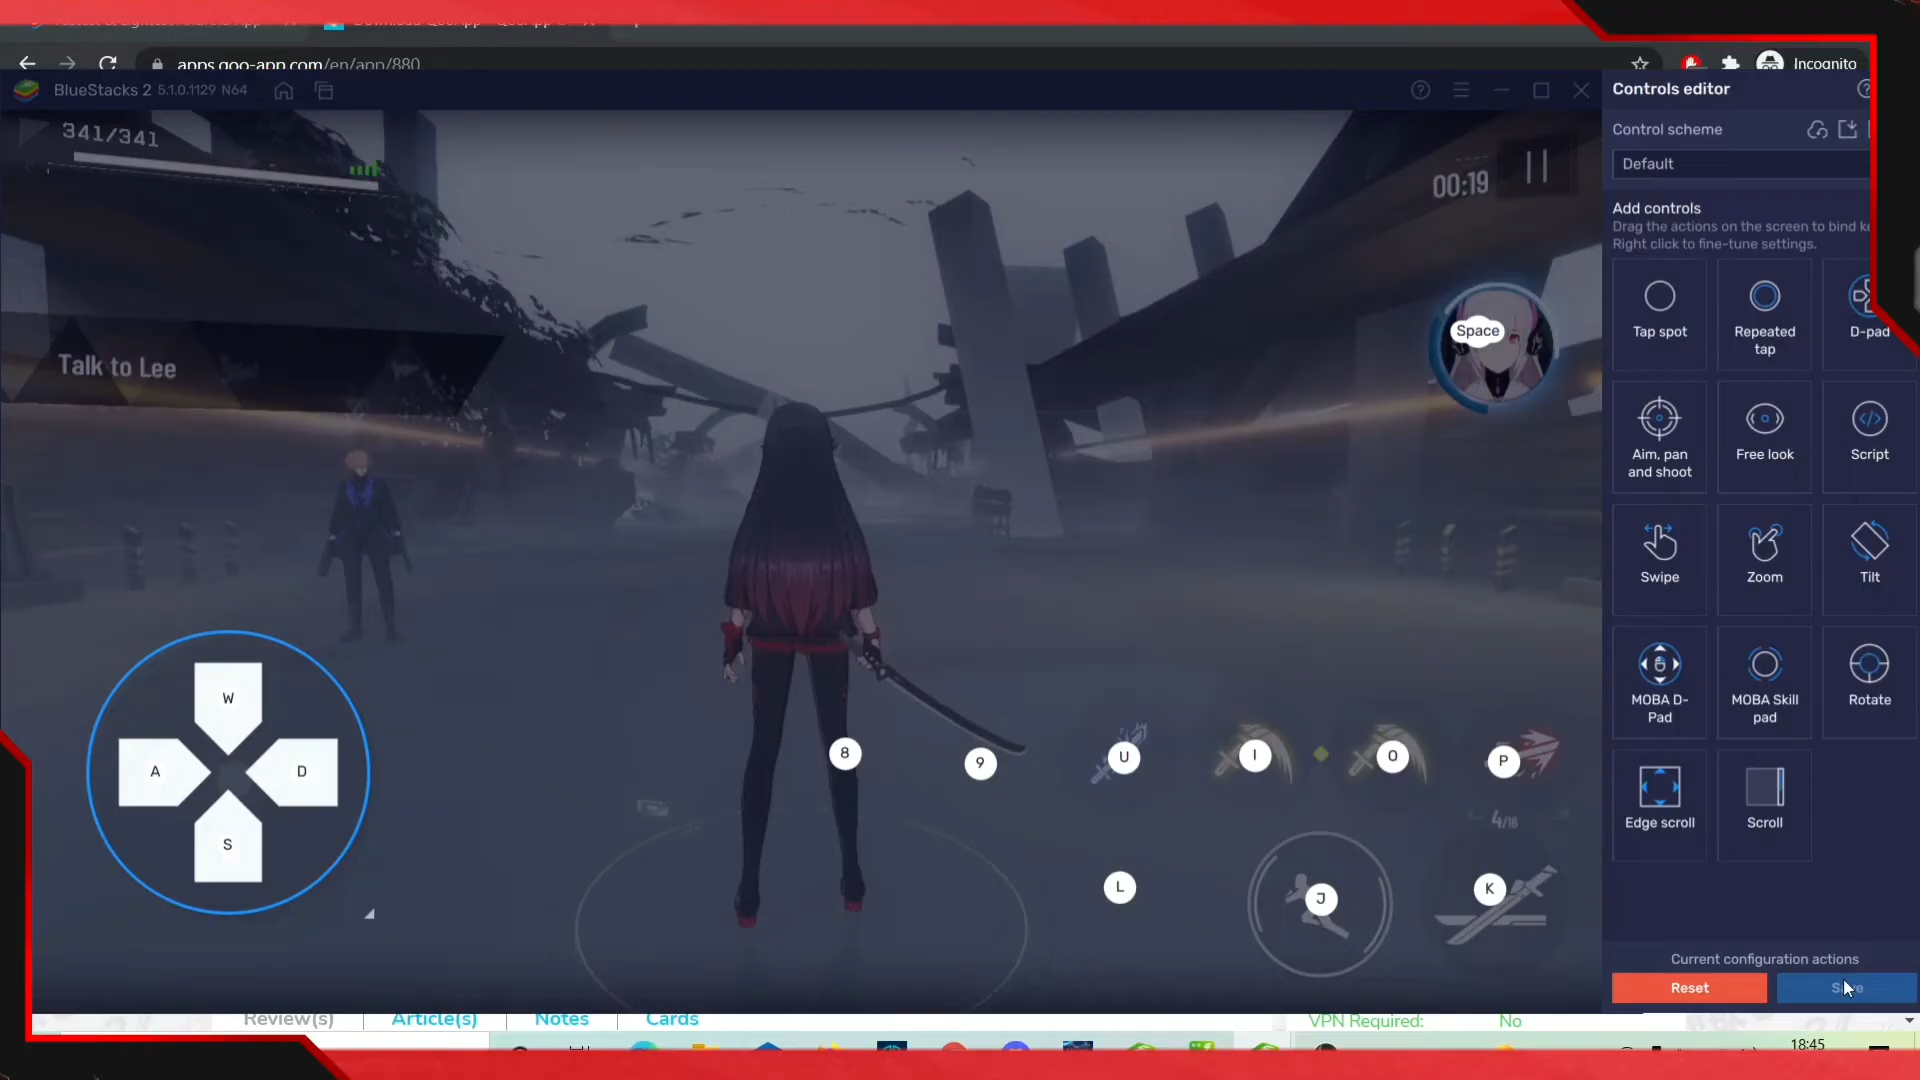 apps.qoo-app.com/en/app/880
Incognito
BlueStacks 2 5.1.0.1129 N64
Controls editor
341/341
Control scheme
Default
00:19
Add controls
Drag the actions on the screen to bind
Right click to fine-tune settings.
Talk to Lee
Space
Tap spot
Repeated
tap
D-pad
Aim, pan
and shoot
Free look
Script
Swipe
Zoom
Tilt
MOBA D-
Pad
MOBA Skill
pad
Rotate
W
A
D
S
8
9
U
I
O
P
4/16
L
J
K
Edge scroll
Scroll
Current configuration actions
Reset
Save
Review(s)
Article(s)
Notes
Cards
VPN Required:
No
18:45